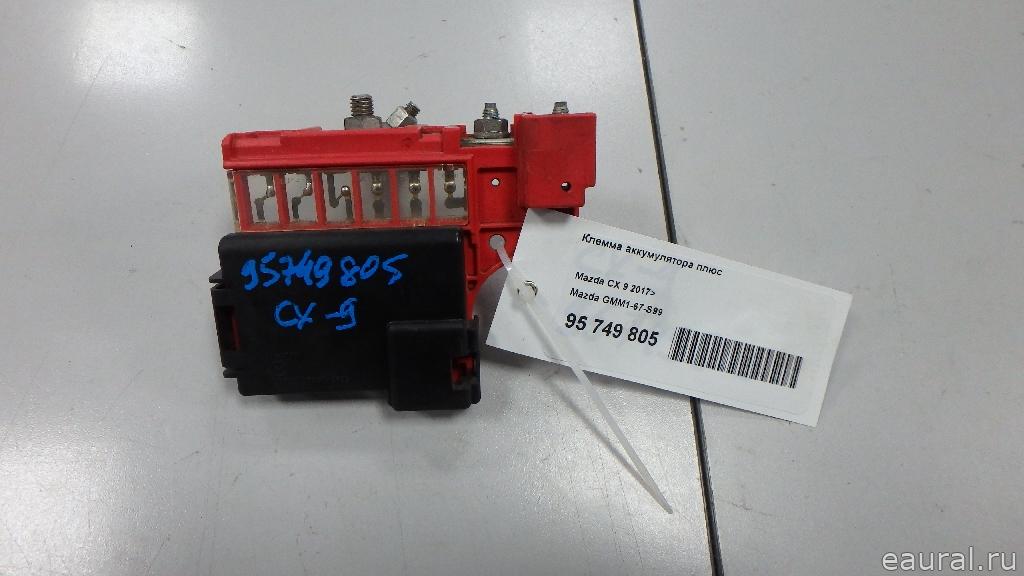 95749805
CX-9
Клемма аккумулятора плюс
Mazda CX 9 2017>
Mazda GMM1-67-S99
95 749 805
eaural.ru